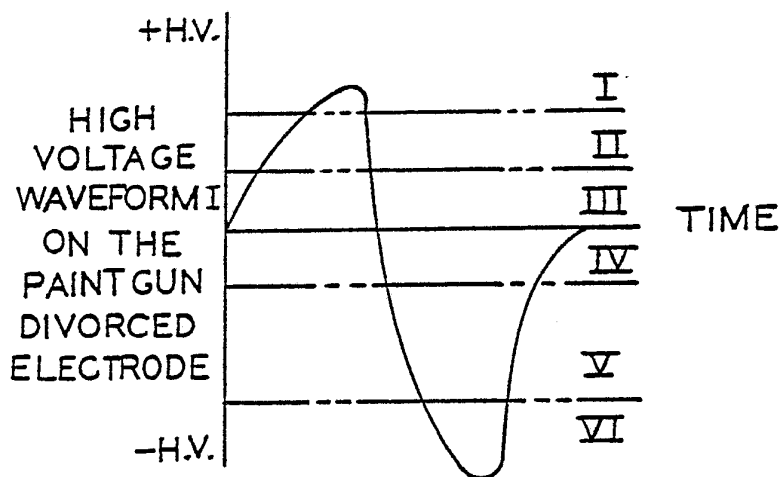 +H.V.
HIGH
VOLTAGE
WAVEFORM I
ON THE
PAINT GUN
DIVORCED
ELECTRODE
-H.V.
I
II
III
IV
V
VI
TIME